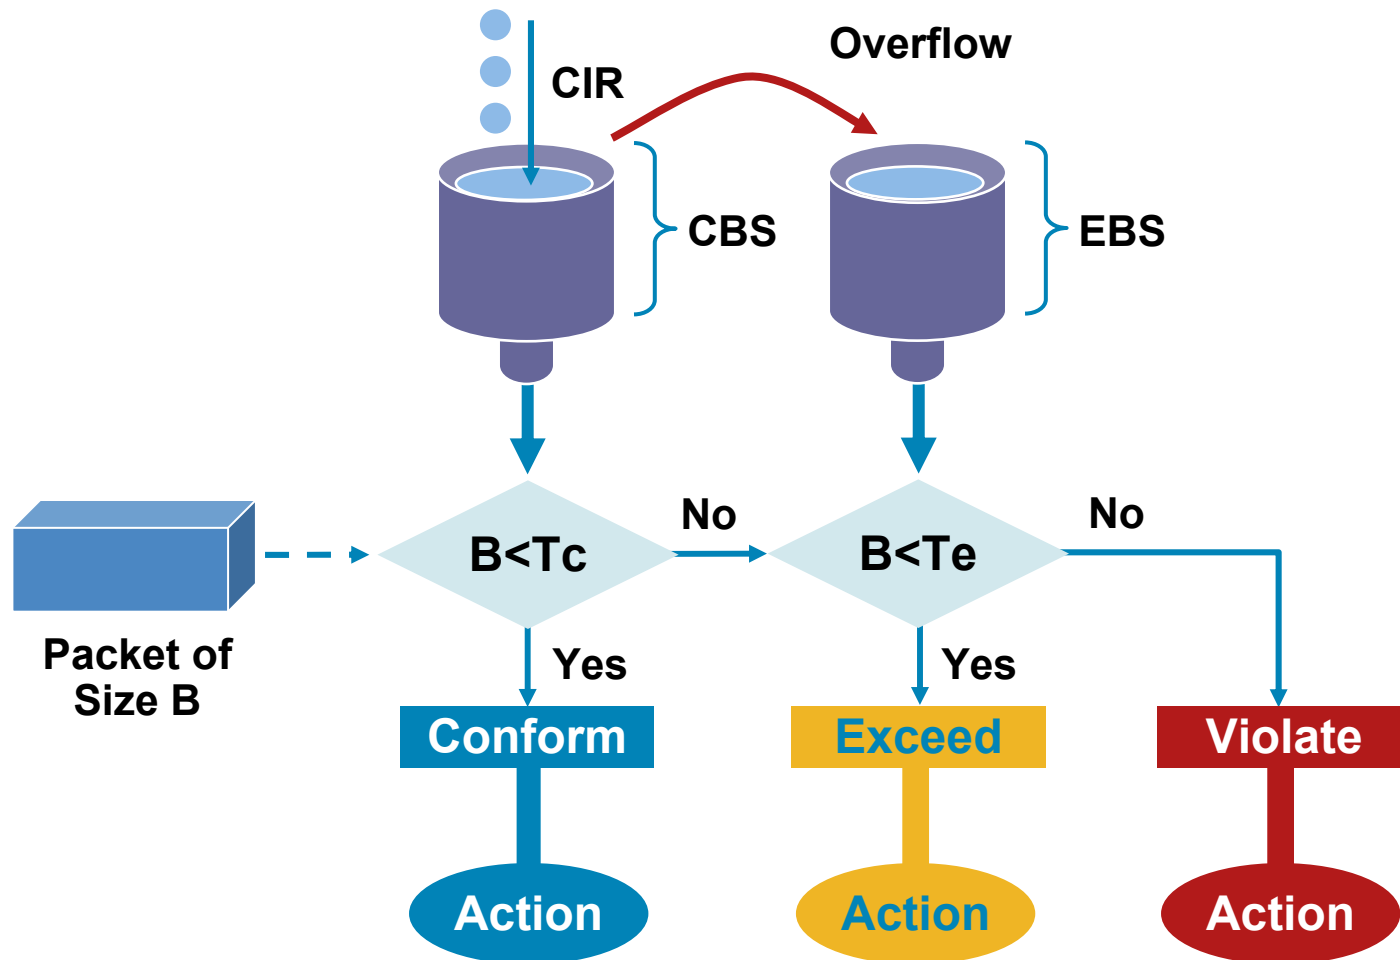 Overflow
CIR
CBS
EBS
No
No
B<Tc
B<Te
Packet of
Size B
Yes
Yes
Conform
Exceed
Violate
Action
Action
Action